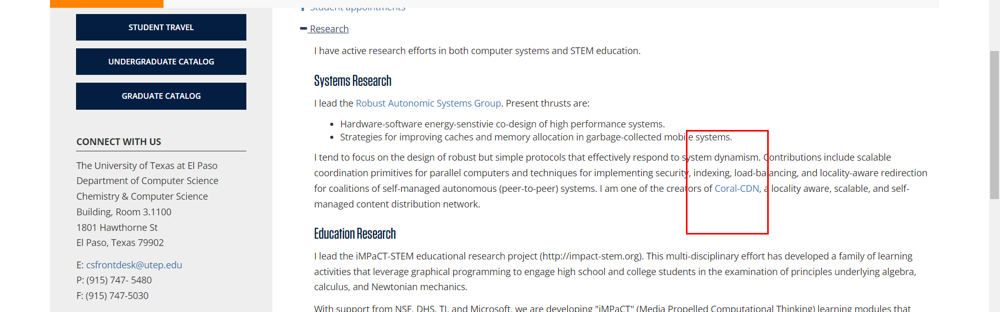 STUDENT TRAVEL
UNDERGRADUATE CATALOG
GRADUATE CATALOG
CONNECT WITH US
The University of Texas at El Paso
Department of Computer Science
Chemistry & Computer Science
Building, Room 3.1100
1801 Hawthorne St
El Paso, Texas 79902
E: csfrontdesk@utep.edu
P: (915) 747- 5480
F: (915) 747-5030
Student appointments
Research
I have active research efforts in both computer systems and STEM education.
Systems Research
I lead the Robust Autonomic Systems Group. Present thrusts are:
• Hardware-software energy-senstivie co-design of high performance systems.
• Strategies for improving caches and memory allocation in garbage-collected mobile systems.
I tend to focus on the design of robust but simple protocols that effectively respond to system dynamism. Contributions include scalable
coordination primitives for parallel computers and techniques for implementing security, indexing, load-balancing, and locality-aware redirection
for coalitions of self-managed autonomous (peer-to-peer) systems. I am one of the creators of Coral-CDN, a locality aware, scalable, and self-
managed content distribution network.
Education Research
I lead the iMPaCT-STEM educational research project (http://impact-stem.org). This multi-disciplinary effort has developed a family of learning
activities that leverage graphical programming to engage high school and college students in the examination of principles underlying algebra,
calculus, and Newtonian mechanics.
With support from NSF, DHS, TI, and Microsoft, we are developing "iMPaCT" (Media Propelled Computational Thinking) learning modules that